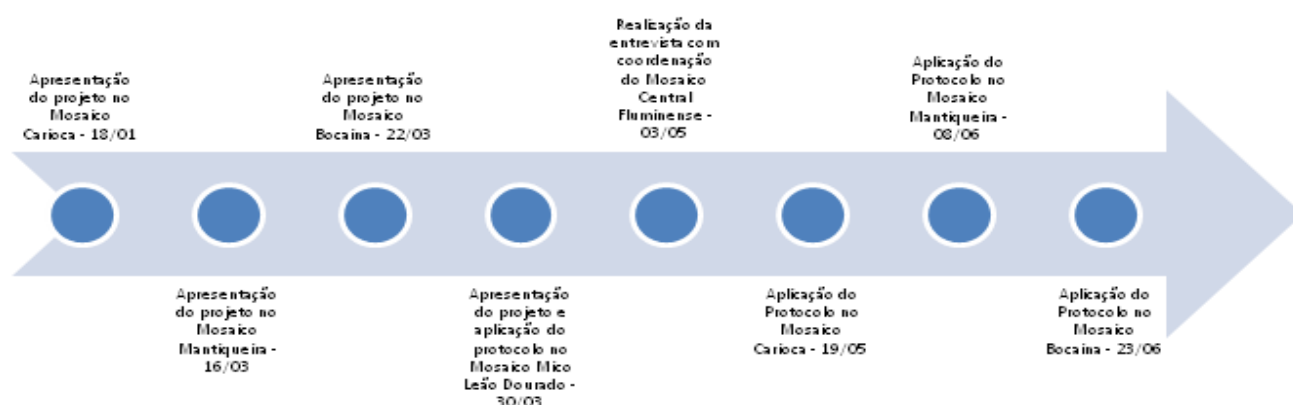 Apresentação
do projeto no
Mosaico
Carioca - 18/01
Apresentação
do projeto no
Mosaico
Mantiqueira -
16/03
Apresentação
do projeto no
Mosaico
Bocaina - 22/03
Apresentação
do projeto e
aplicação do
protocolo no
Mosaico Mico
Leão Dourado -
30/03
Realização da
entrevista com
coordenação
do Mosaico
Central
Fluminense -
03/05
Aplicação do
Protocolo no
Mosaico
Carioca - 19/05
Aplicação do
Protocolo no
Mosaico
Mantiqueira -
08/06
Aplicação do
Protocolo no
Mosaico
Bocaina - 23/06